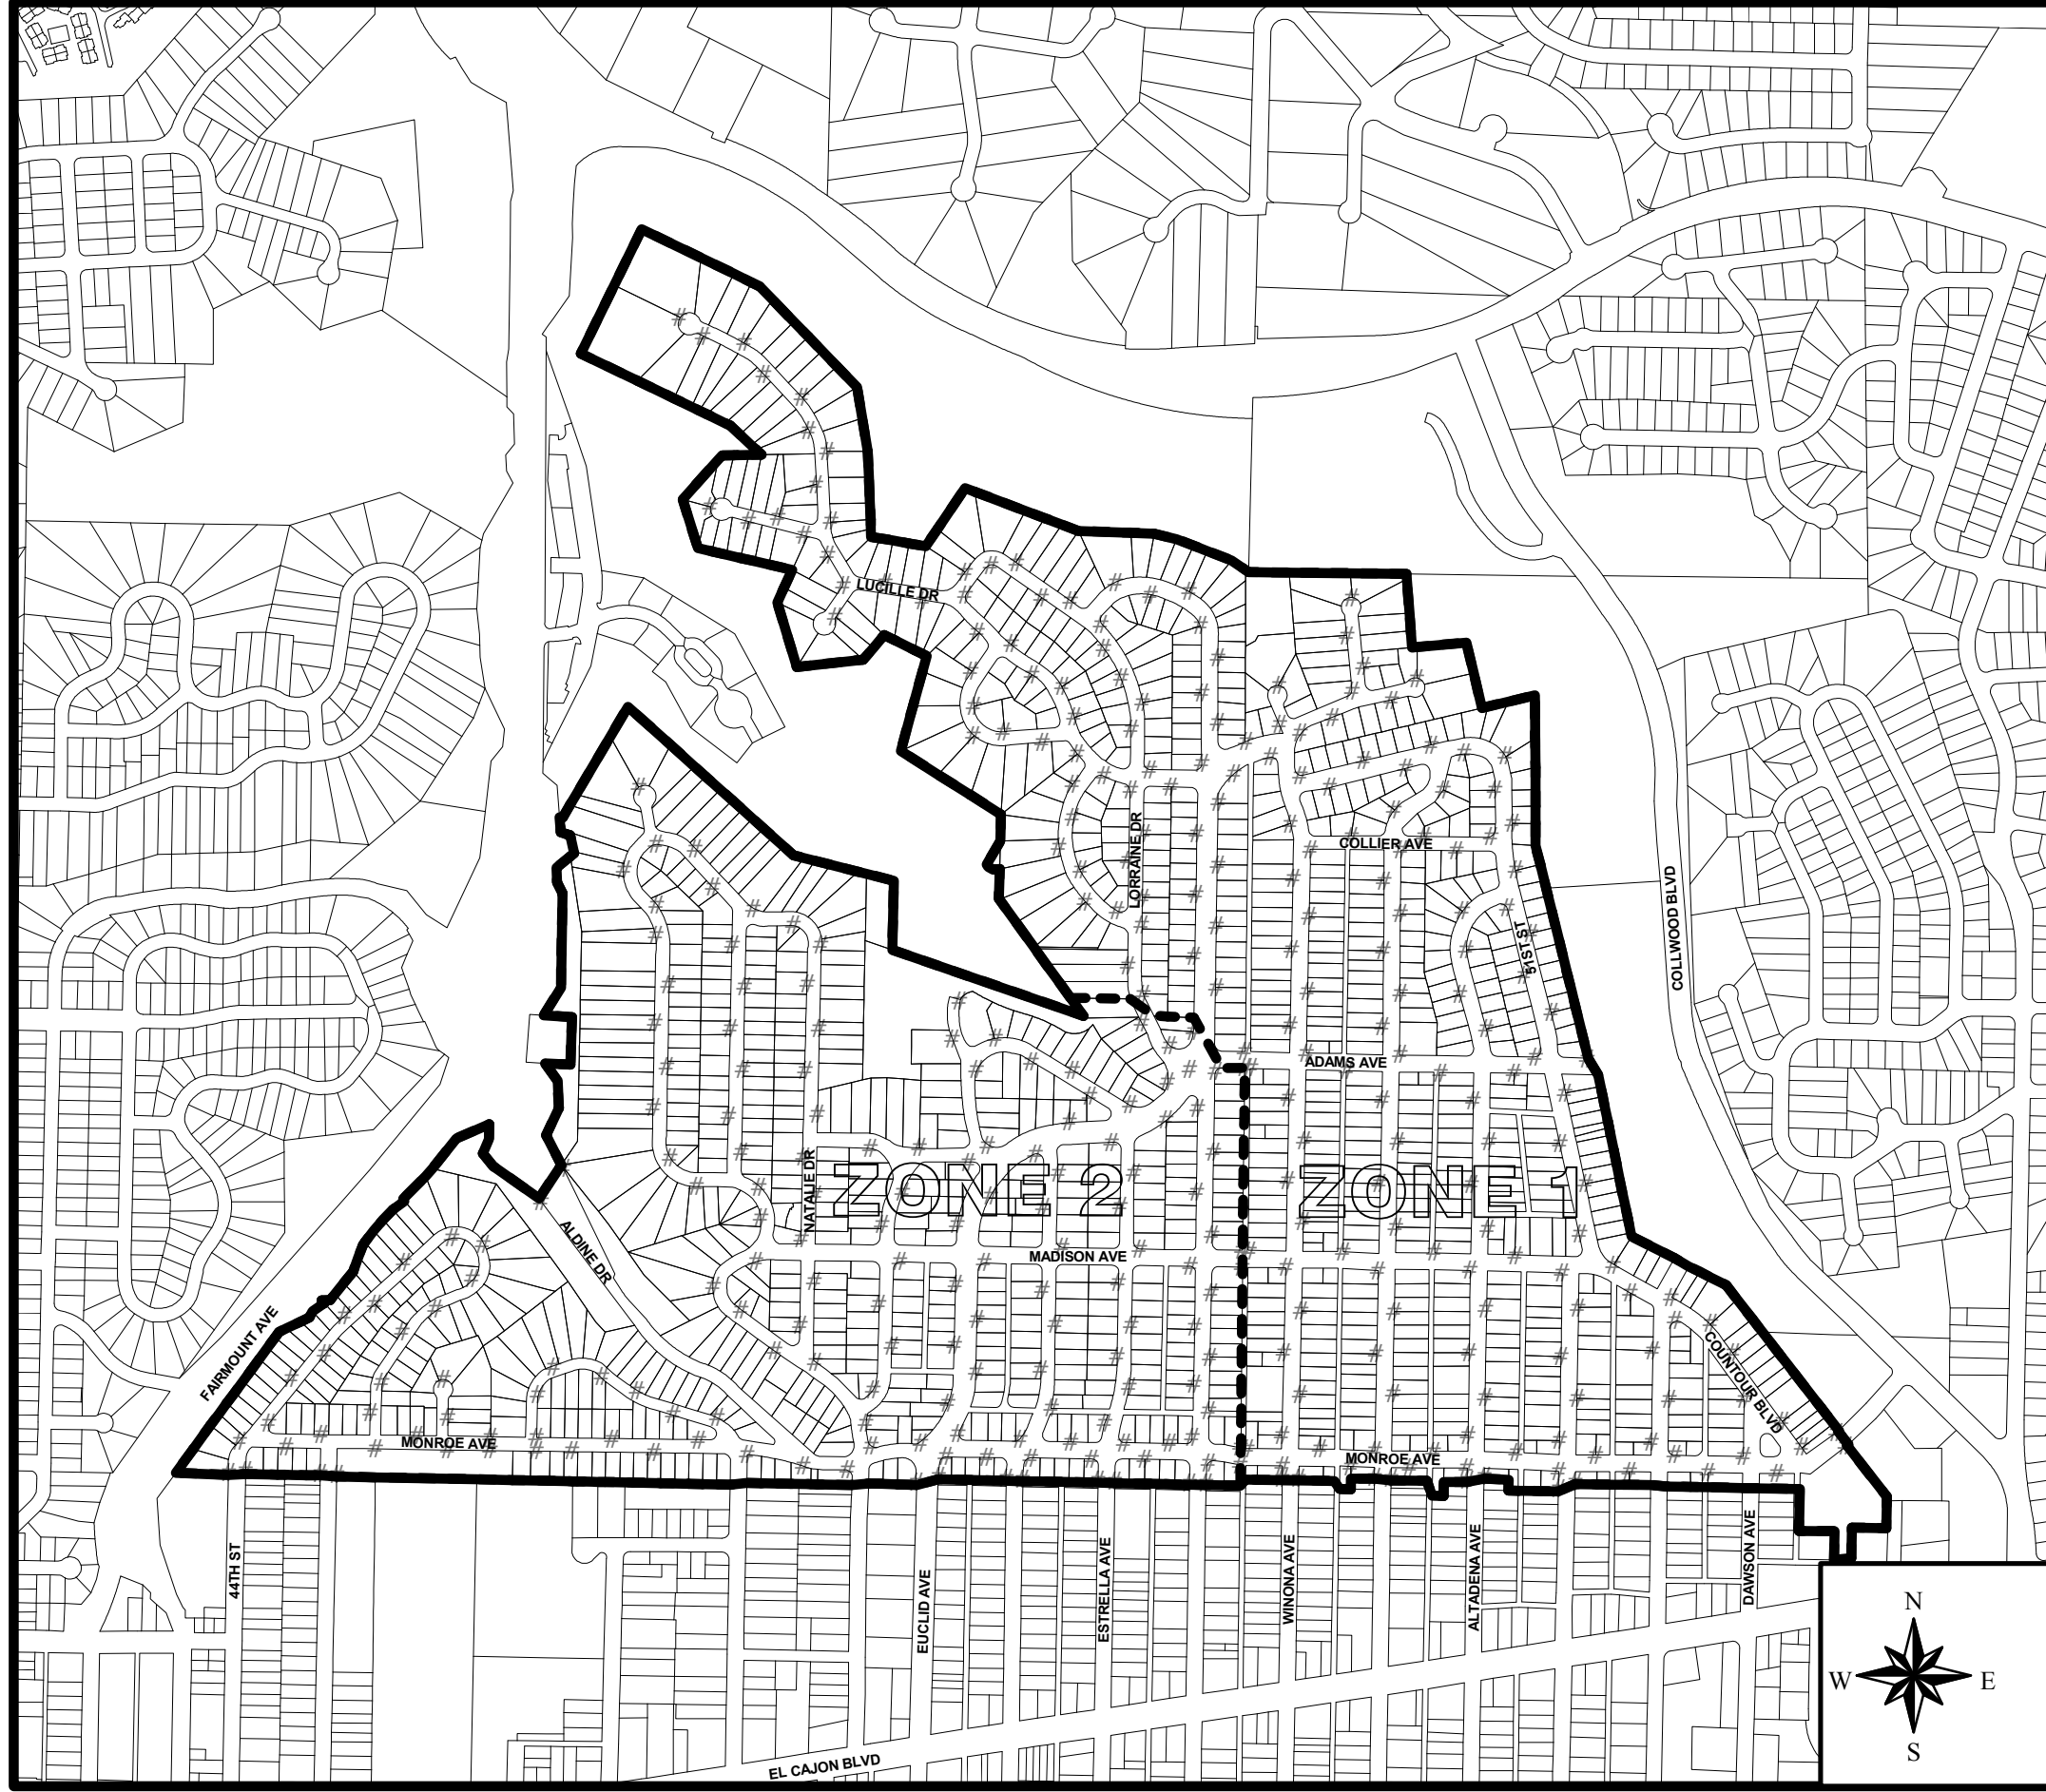 LUCILLE DR
LORRAINE DR
COLLIER AVE
COLLWOOD BLVD
51ST ST
ADAMS AVE
NATALIE DR
ZONE 2
ZONE 1
ALDINE DR
MADISON AVE
FAIRMOUNT AVE
COUNTOUR BLVD
MONROE AVE
MONROE AVE
44TH ST
EUCLID AVE
ESTRELLA AVE
WINONA AVE
ALTADENA AVE
DAWSON AVE
EL CAJON BLVD
N
W E
S